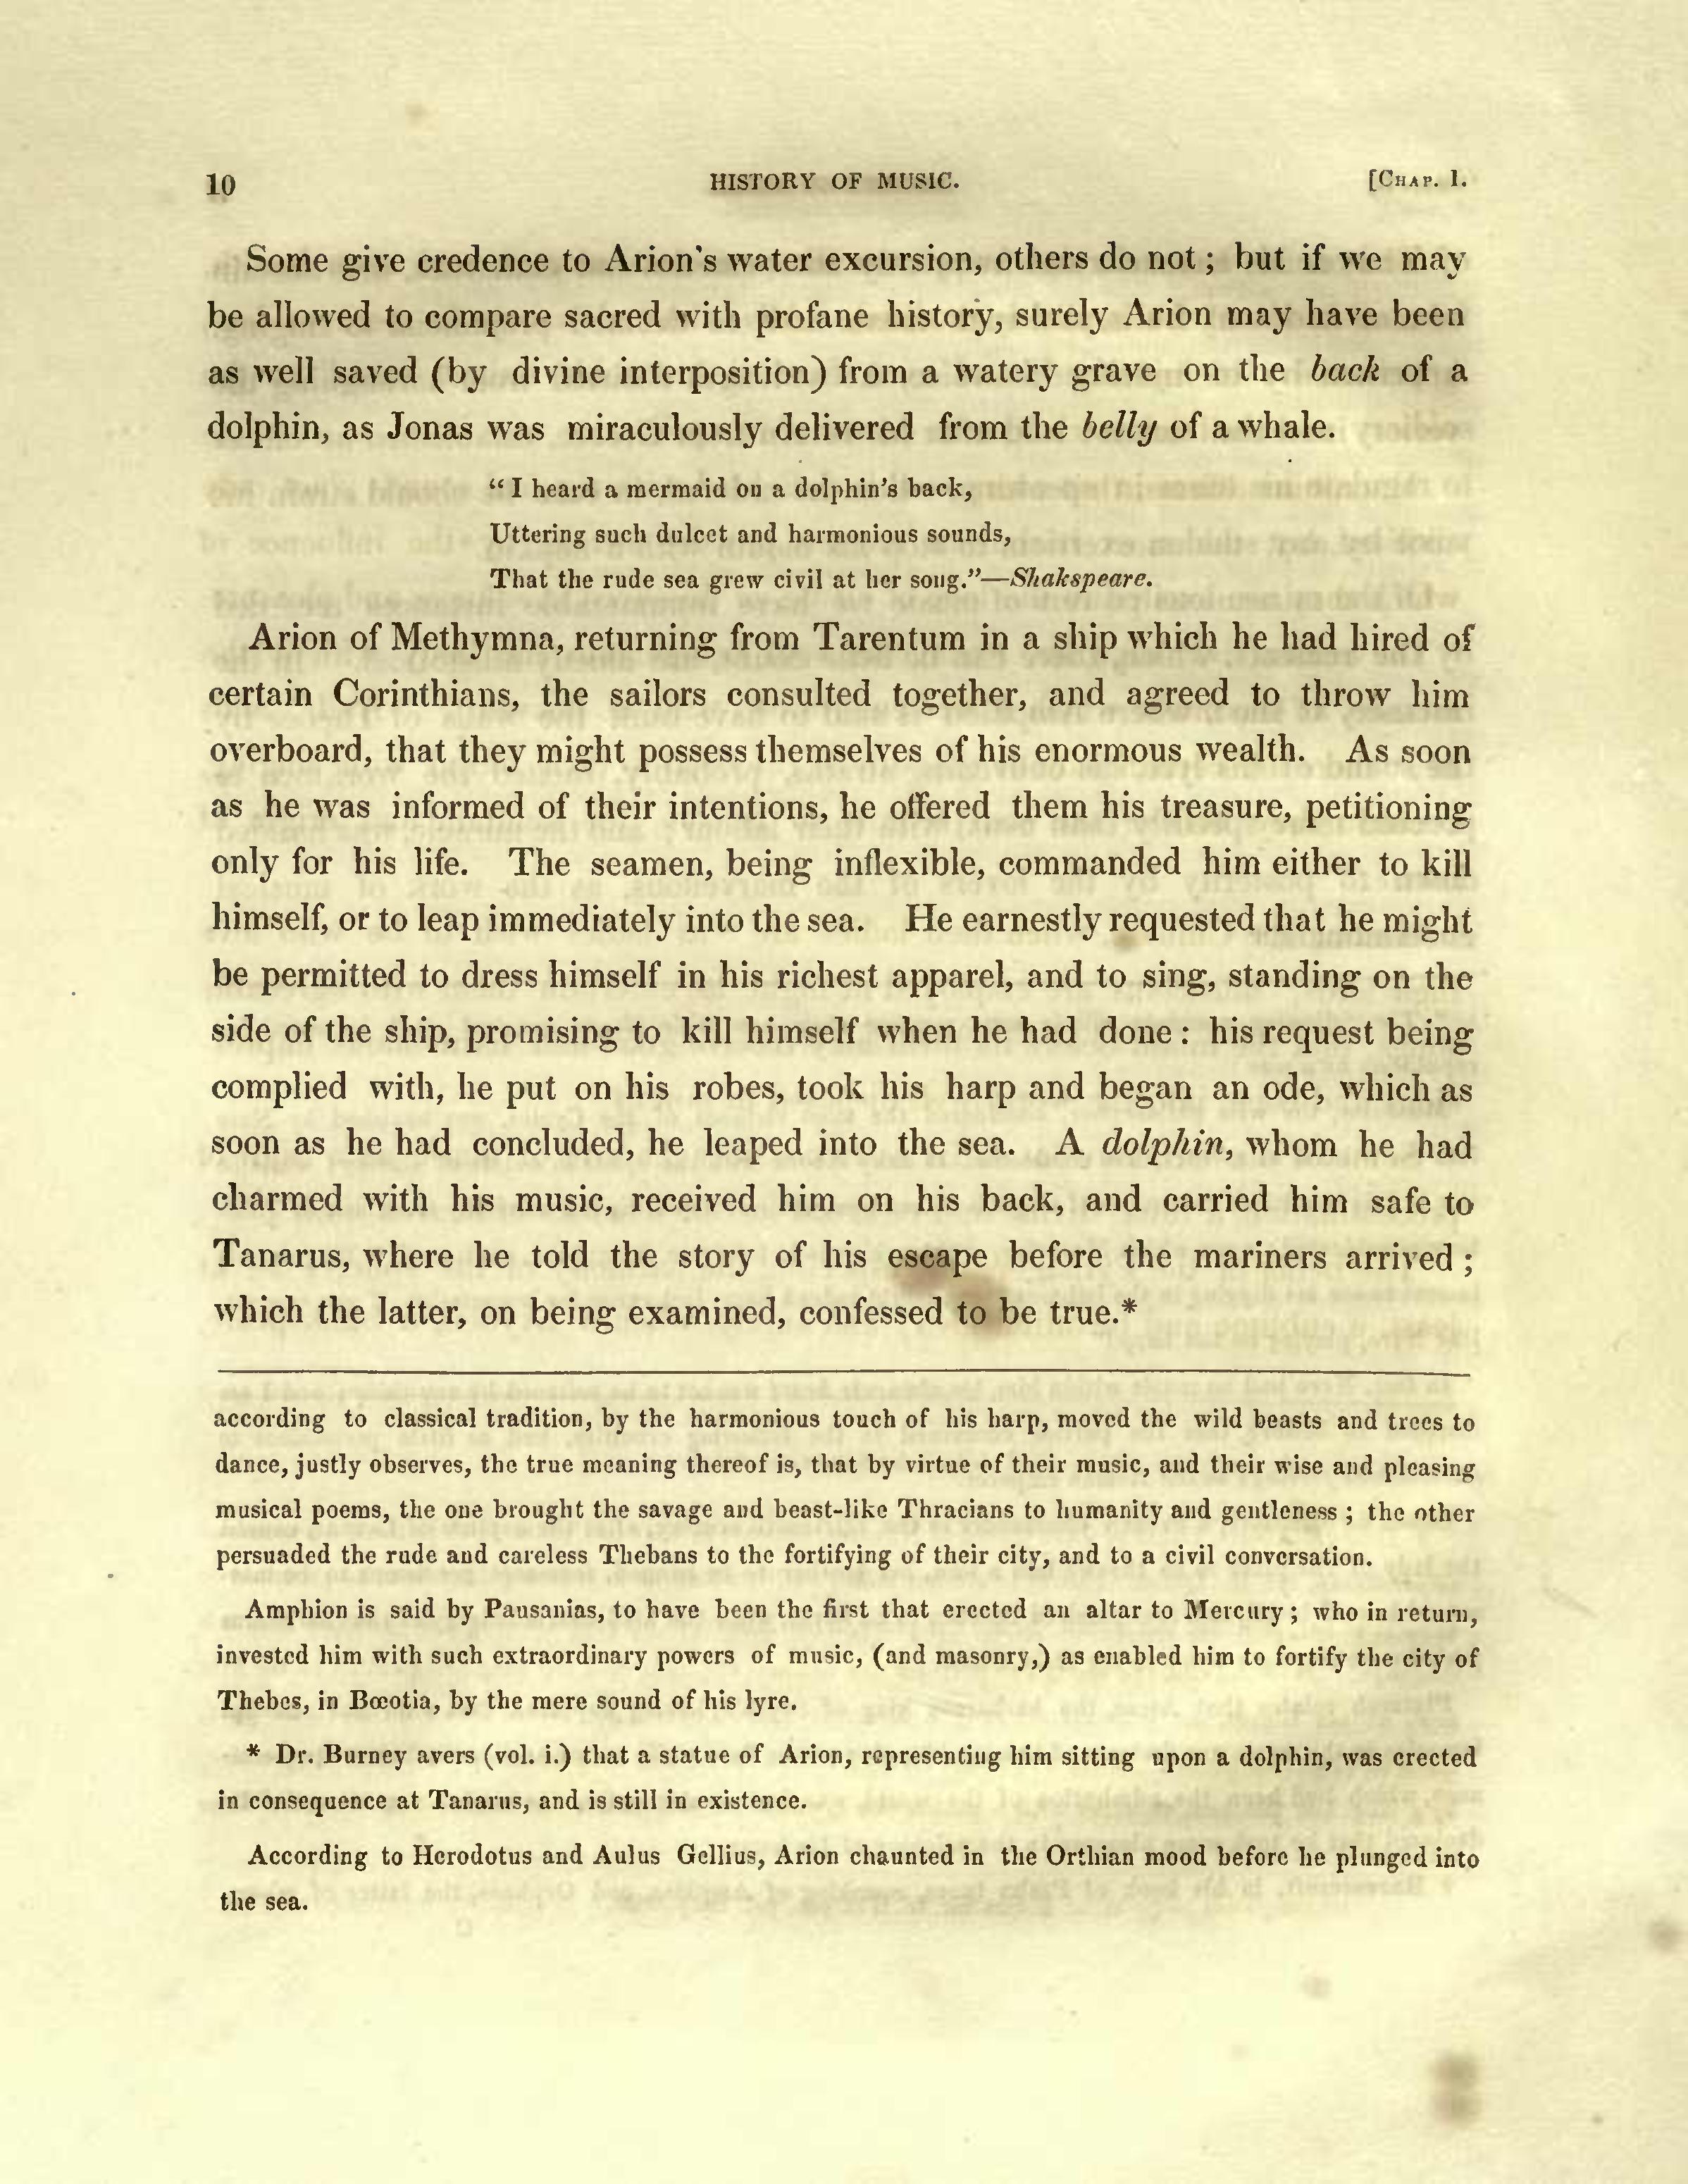 10 HISTORY OF MUSIC. [Chap. 1.
Some give credence to Arion's water excursion, others do not ; but if we may
be allowed to compare sacred with profane history, surely Arion may have been
as well saved (by divine interposition) from a watery grave on the back of a
dolphin, as Jonas was miraculously delivered from the belly of a whale.
“ I heard a mermaid on a dolphin's back,
Uttering such dulcet and harmonious sounds,
That the rude sea grew civil at her song.”—Shakspeare.
Arion of Methymna, returning from Tarentum in a ship which he had hired of
certain Corinthians, the sailors consulted together, and agreed to throw him
overboard, that they might possess themselves of his enormous wealth. As soon
as he was informed of their intentions, he offered them his treasure, petitioning
only for his life. The seamen, being inflexible, commanded him either to kill
himself, or to leap immediately into the sea. He earnestly requested that he might
be permitted to dress himself in his richest apparel, and to sing, standing on the
side of the ship, promising to kill himself when he had done : his request being
complied with, he put on his robes, took his harp and began an ode, which as
soon as he had concluded, he leaped into the sea. A dolphin, whom he had
charmed with his music, received him on his back, and carried him safe to
Tanarus, where he told the story of his escape before the mariners arrived ;
which the latter, on being examined, confessed to be true.*
according to classical tradition, by the harmonious touch of his harp, moved the wild beasts and trees to
dance, justly observes, the true meaning thereof is, that by virtue of their music, and their wise and pleasing
musical poems, the one brought the savage and beast-like Thracians to humanity and gentleness ; the other
persuaded the rude and careless Thebans to the fortifying of their city, and to a civil conversation.
Amphion is said by Pausanias, to have been the first that erected an altar to Mercury ; who in return,
invested him with such extraordinary powers of music, (and masonry,) as enabled him to fortify the city of
Thebes, in Bœotia, by the mere sound of his lyre.
* Dr. Burney avers (vol. i.) that a statue of Arion, representing him sitting upon a dolphin, was erected
in consequence at Tanarus, and is still in existence.
According to Herodotus and Aulus Gellius, Arion chaunted in the Orthian mood before he plunged into
the sea.